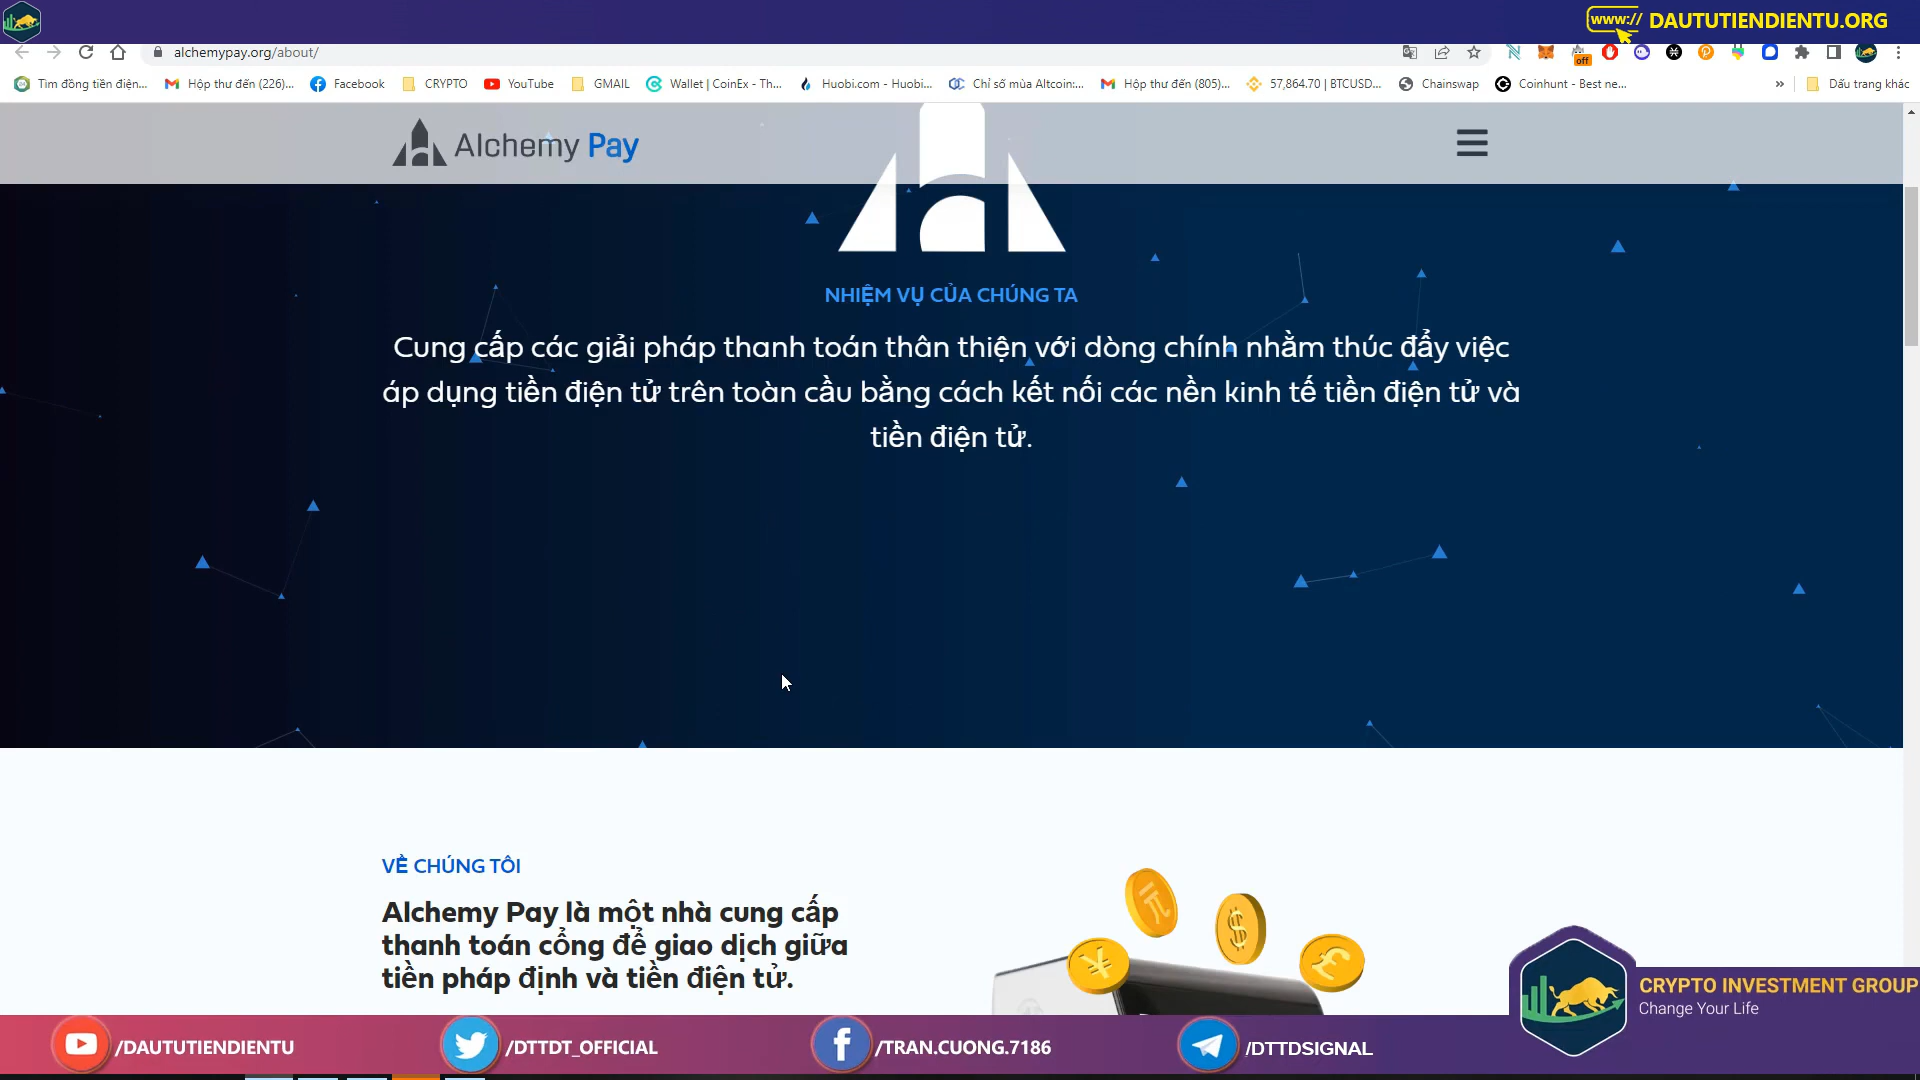 www:// DAUTUTIENDIENTU.ORG
alchemypay.org/about/
off
Tìm đồng tiền điện... Hộp thư đến (226)... Facebook CRYPTO YouTube GMAIL Wallet | CoinEx - Th... Huobi.com - Huobi... Chỉ số mùa Altcoin:... Hộp thư đến (805)... 57,864.70 | BTCUSD... Chainswap Coinhunt - Best ne... » Dấu trang khác
Alchemy Pay
NHIỆM VỤ CỦA CHÚNG TA
Cung cấp các giải pháp thanh toán thân thiện với dòng chính nhằm thúc đẩy việc
áp dụng tiền điện tử trên toàn cầu bằng cách kết nối các nền kinh tế tiền điện tử và
tiền điện tử.
VỀ CHÚNG TÔI
Alchemy Pay là một nhà cung cấp
thanh toán cổng để giao dịch giữa
tiền pháp định và tiền điện tử.
CRYPTO INVESTMENT GROUP
Change Your Life
/DAUTUTIENDIENTU /DTTDT_OFFICIAL /TRAN.CUONG.7186 /DTTDSIGNAL